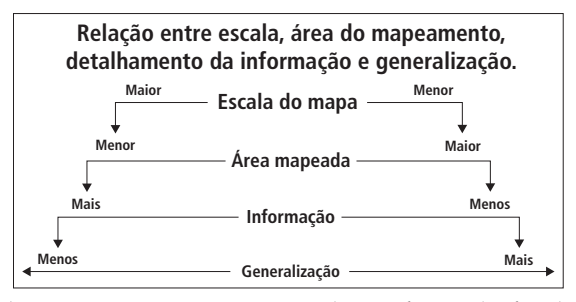 Relação entre escala, área do mapeamento,
detalhamento da informação e generalização.
Maior Escala do mapa Menor
Menor Área mapeada Maior
Mais Informação Menos
Menos Generalização Mais